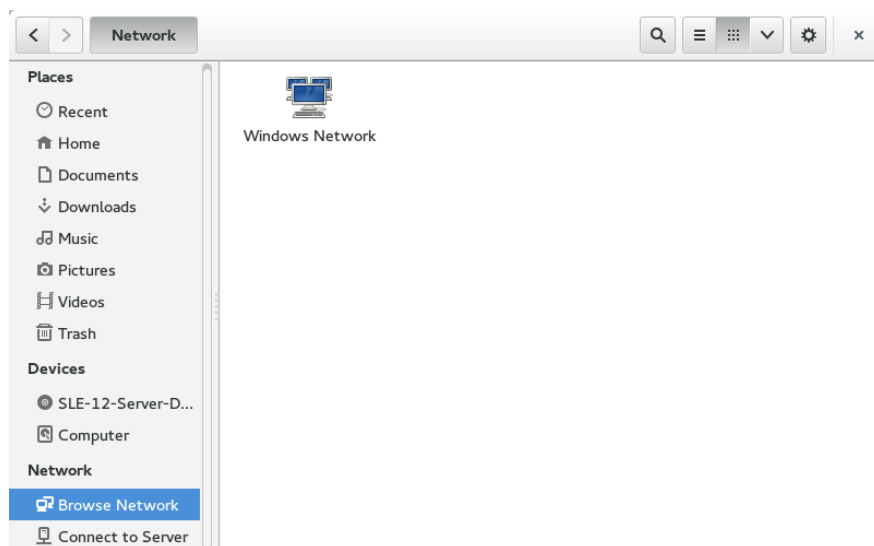 Network
Places
Recent
Home
Documents
Downloads
Music
Pictures
Videos
Trash
Devices
SLE-12-Server-D...
Computer
Network
Browse Network
Connect to Server
Windows Network